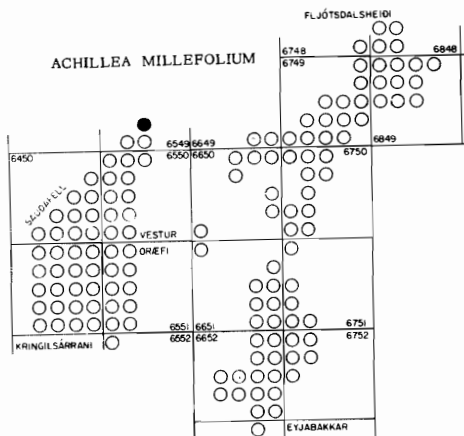 FLJÓTSDALSHEIÐI
ACHILLEA MILLEFOLIUM
6748 6848
6749
6849
6549 6649
6450 6550 6650 6750
SAUÐAFELL
VESTUR
ÖRÆFI
6551 6651 6751
KRINGILSÁRRANI 6552 6652 6752
EYJABAKKAR